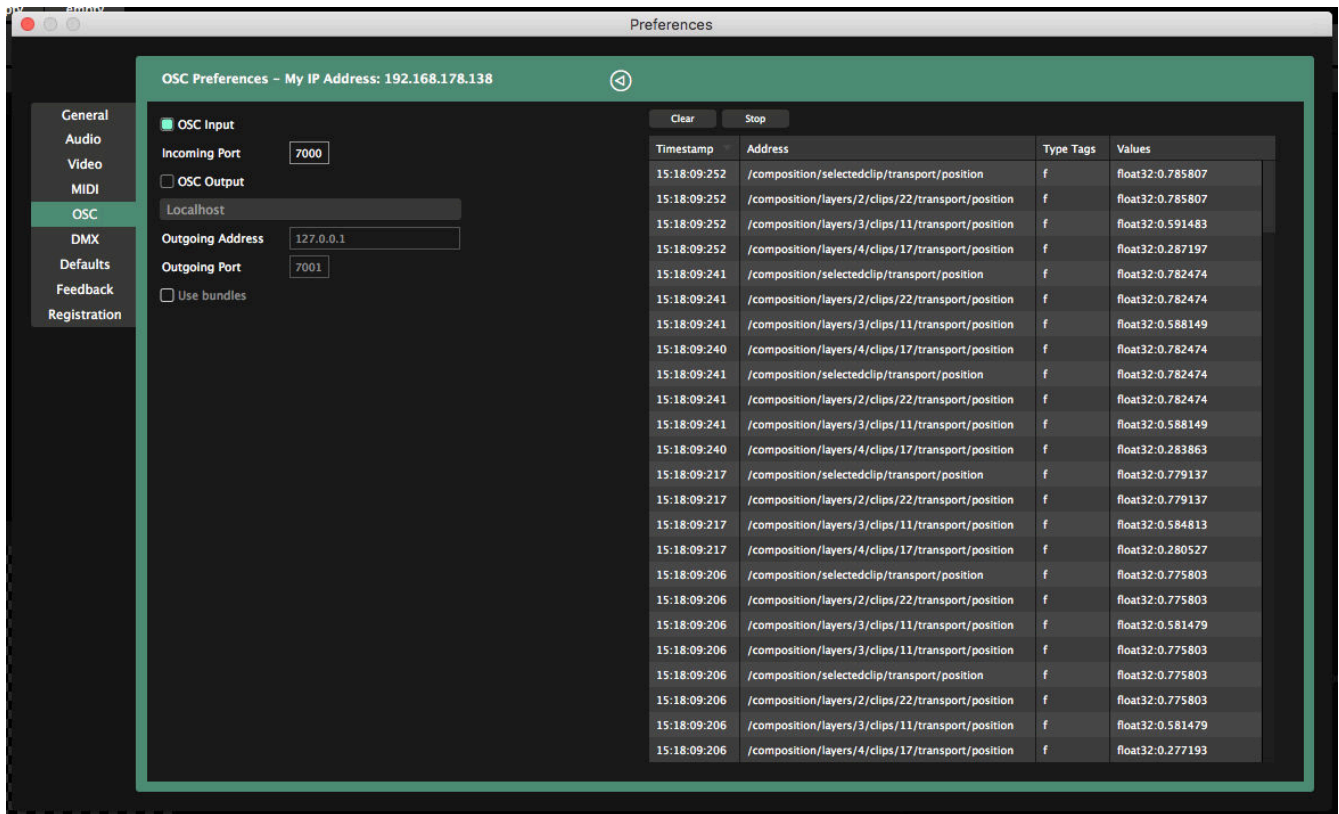 empty
Preferences
OSC Preferences – My IP Address: 192.168.178.138
General
Audio
Video
MIDI
OSC
DMX
Defaults
Feedback
Registration
OSC Input
Incoming Port 7000
OSC Output
Localhost
Outgoing Address 127.0.0.1
Outgoing Port 7001
Use bundles
Clear Stop
Timestamp Address Type Tags Values
15:18:09:252 /composition/selectedclip/transport/position f float32:0.785807
15:18:09:252 /composition/layers/2/clips/22/transport/position f float32:0.785807
15:18:09:252 /composition/layers/3/clips/11/transport/position f float32:0.591483
15:18:09:252 /composition/layers/4/clips/17/transport/position f float32:0.287197
15:18:09:241 /composition/selectedclip/transport/position f float32:0.782474
15:18:09:241 /composition/layers/2/clips/22/transport/position f float32:0.782474
15:18:09:241 /composition/layers/3/clips/11/transport/position f float32:0.588149
15:18:09:240 /composition/layers/4/clips/17/transport/position f float32:0.782474
15:18:09:241 /composition/selectedclip/transport/position f float32:0.782474
15:18:09:241 /composition/layers/2/clips/22/transport/position f float32:0.782474
15:18:09:241 /composition/layers/3/clips/11/transport/position f float32:0.588149
15:18:09:240 /composition/layers/4/clips/17/transport/position f float32:0.283863
15:18:09:217 /composition/selectedclip/transport/position f float32:0.779137
15:18:09:217 /composition/layers/2/clips/22/transport/position f float32:0.779137
15:18:09:217 /composition/layers/3/clips/11/transport/position f float32:0.584813
15:18:09:217 /composition/layers/4/clips/17/transport/position f float32:0.280527
15:18:09:206 /composition/selectedclip/transport/position f float32:0.775803
15:18:09:206 /composition/layers/2/clips/22/transport/position f float32:0.775803
15:18:09:206 /composition/layers/3/clips/11/transport/position f float32:0.581479
15:18:09:206 /composition/layers/3/clips/11/transport/position f float32:0.775803
15:18:09:206 /composition/selectedclip/transport/position f float32:0.775803
15:18:09:206 /composition/layers/2/clips/22/transport/position f float32:0.775803
15:18:09:206 /composition/layers/3/clips/11/transport/position f float32:0.581479
15:18:09:206 /composition/layers/4/clips/17/transport/position f float32:0.277193